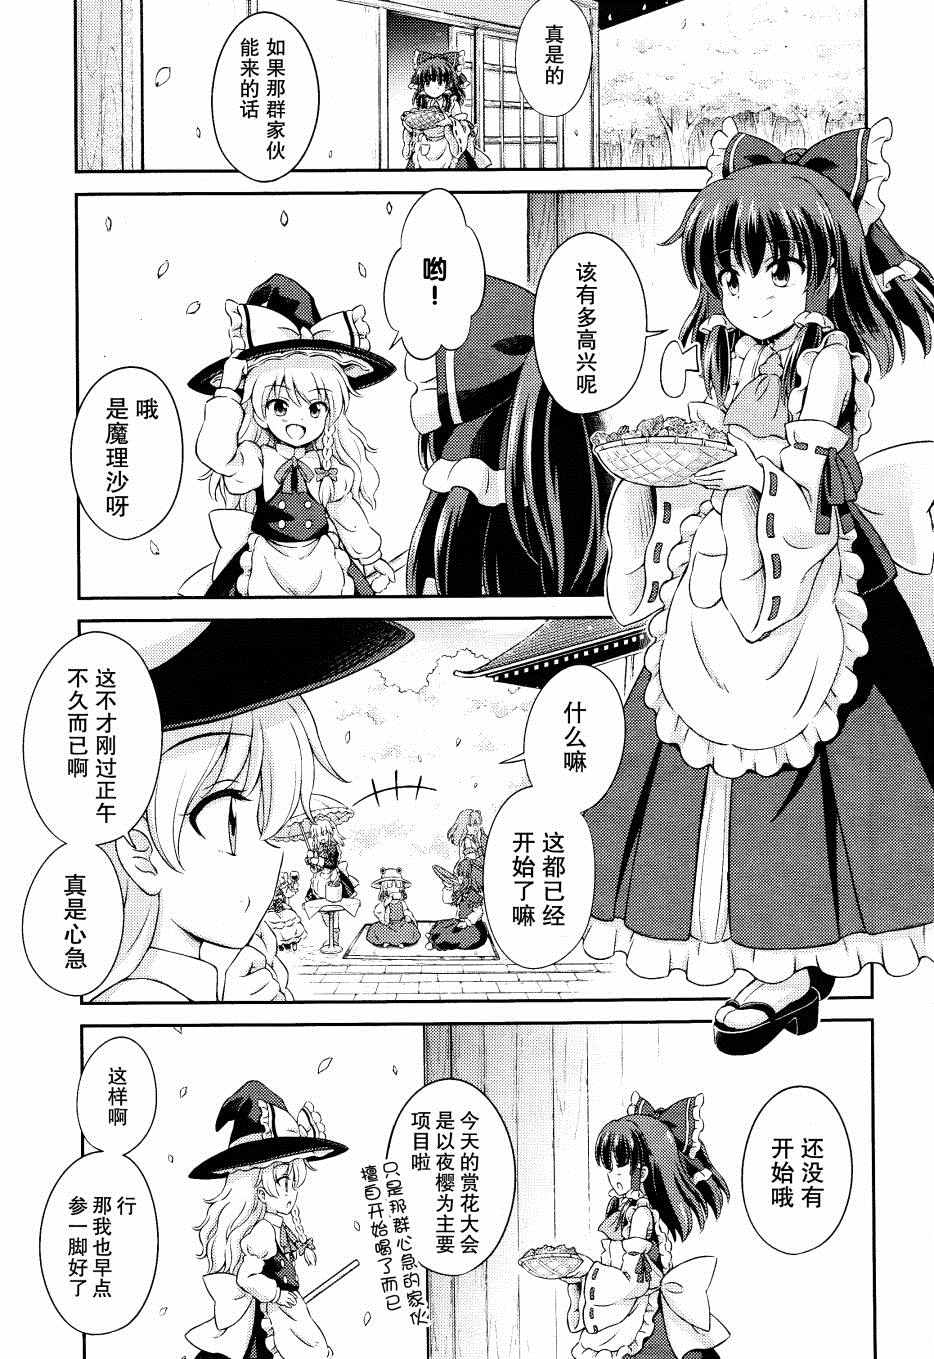 真是的
如果那群家伙
能来的话
该有多高兴呢
哟！
哦
是魔理沙呀
什么嘛
这都已经
开始了嘛
这不才刚过正午
不久而已啊
真是心急
还没有
开始哦
今天的赏花大会
是以夜樱为主要
项目啦
只是那群心急的家伙
擅自开始喝了而已
这样啊
行
那我也早点
参一脚好了